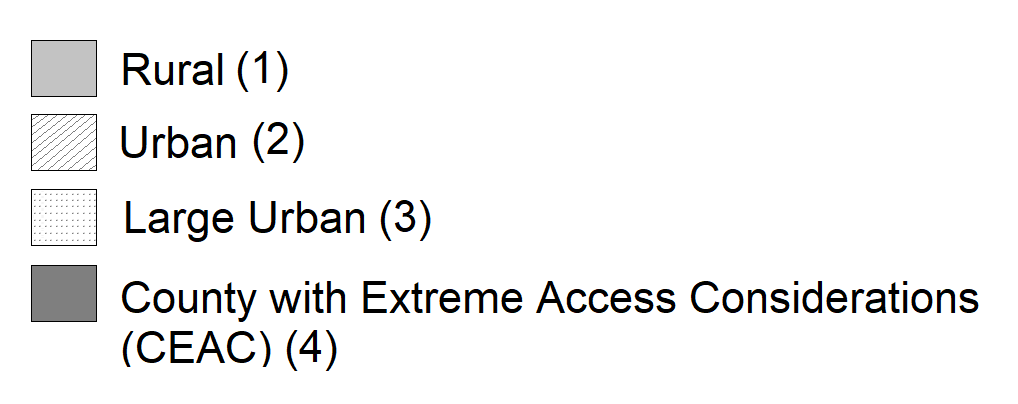 Rural (1)
Urban (2)
Large Urban (3)
County with Extreme Access Considerations
(CEAC) (4)